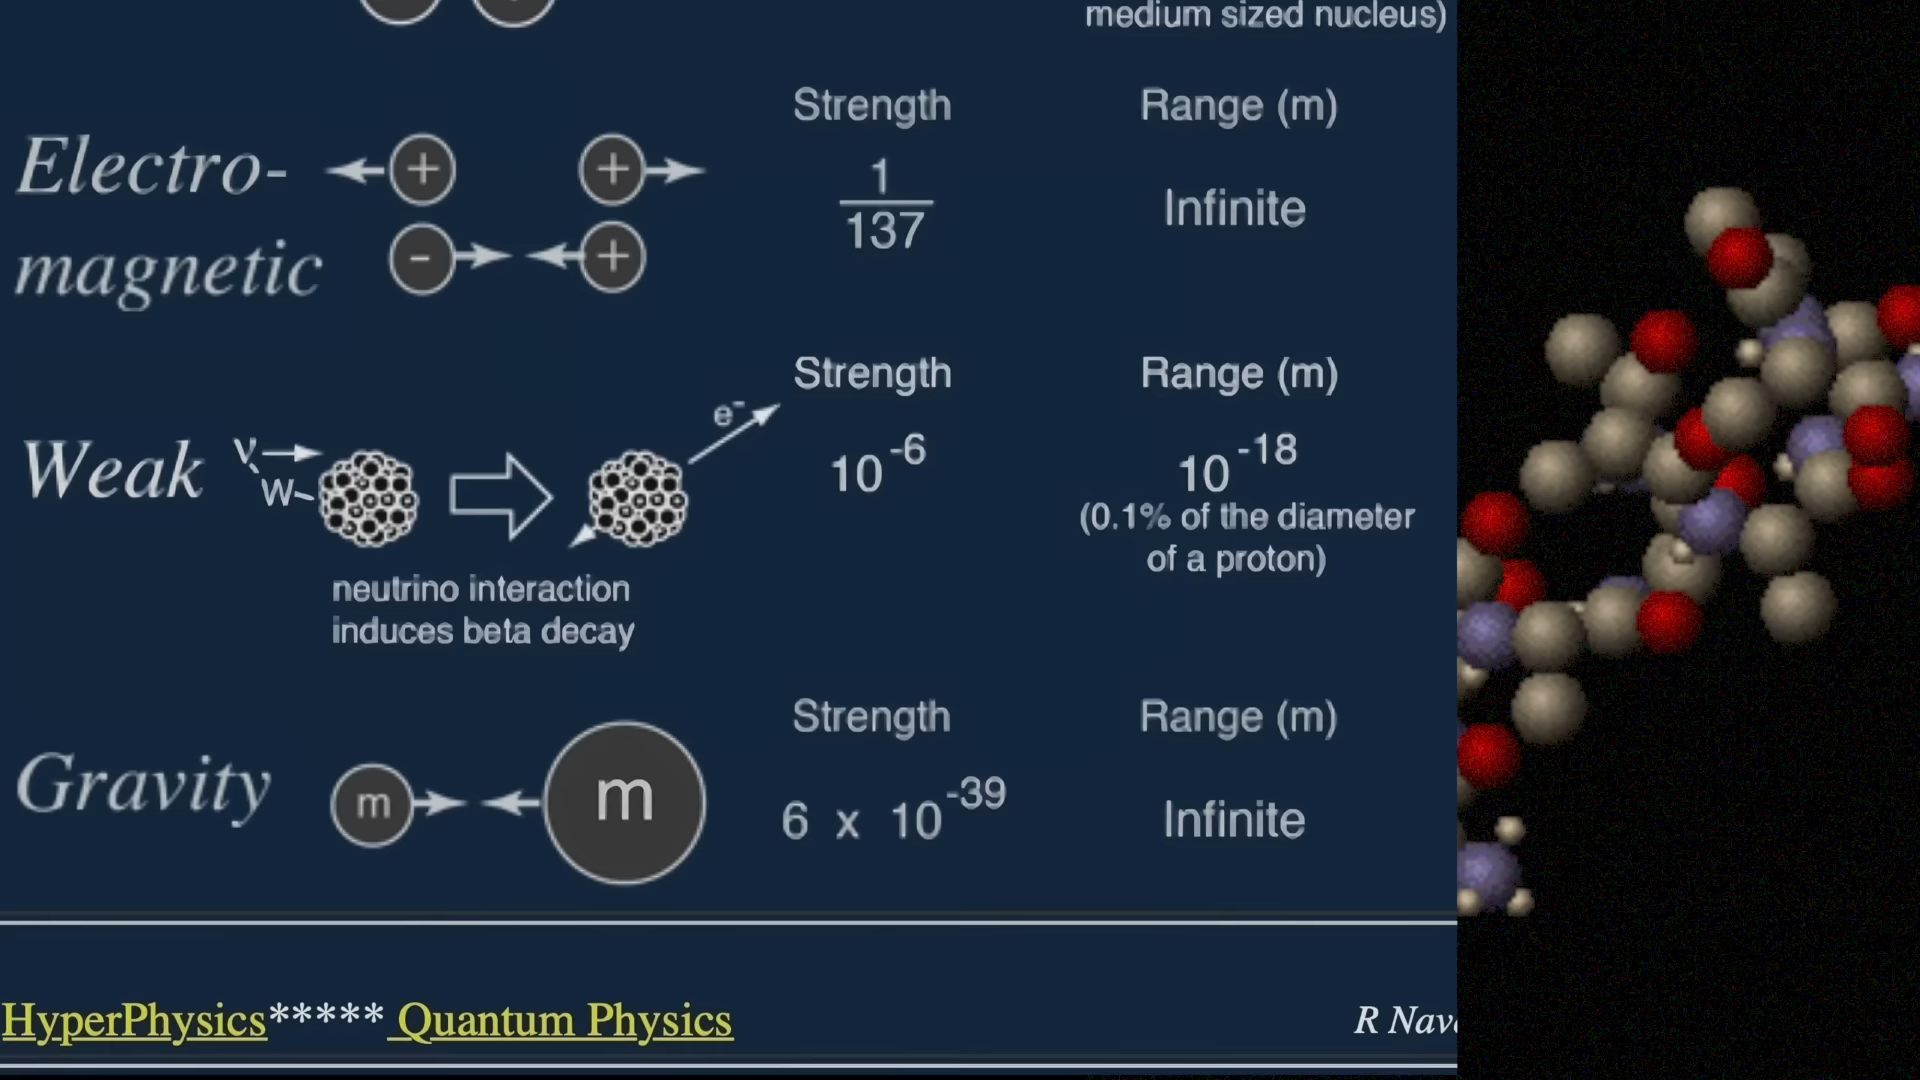 medium sized nucleus)
Strength Range (m)
Electro- + + 1/137 Infinite
magnetic - +
Strength Range (m)
e⁻
Weak ν 10⁻⁶ 10⁻¹⁸
W
(0.1% of the diameter
of a proton)
neutrino interaction
induces beta decay
Strength Range (m)
Gravity m m 6 x 10⁻³⁹ Infinite
HyperPhysics***** Quantum Physics R Nav